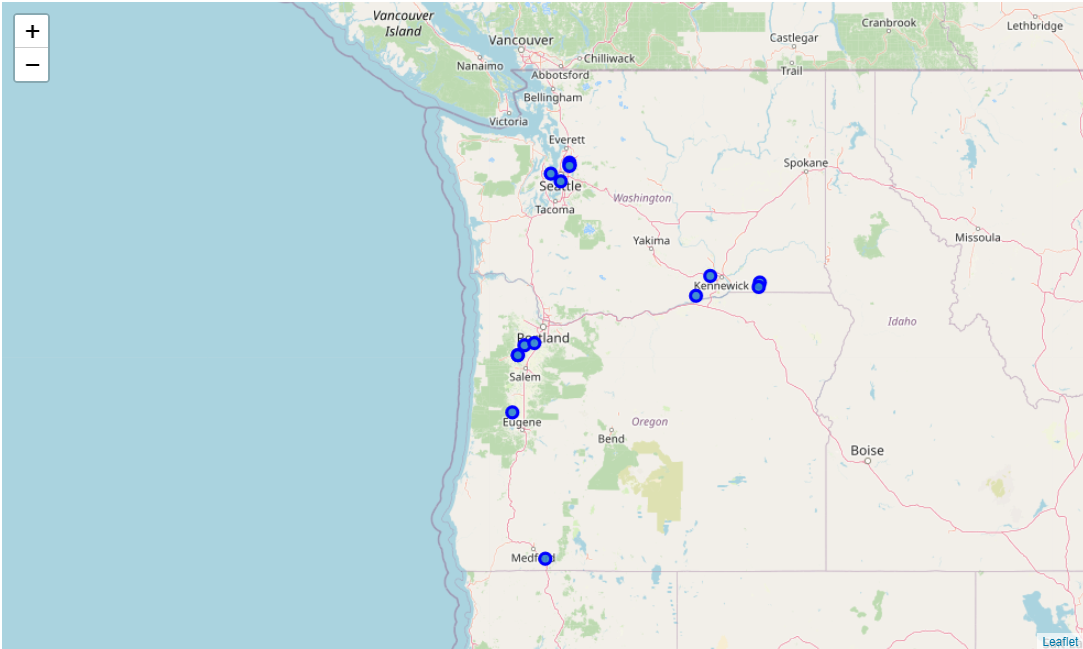 +
−
Vancouver
Island
Vancouver
Nanaimo
Chilliwack
Abbotsford
Bellingham
Victoria
Castlegar
Trail
Cranbrook
Lethbridge
Everett
Seattle
Tacoma
Washington
Spokane
Yakima
Missoula
Kennewick
Idaho
Portland
Salem
Eugene
Oregon
Bend
Boise
Medford
Leaflet